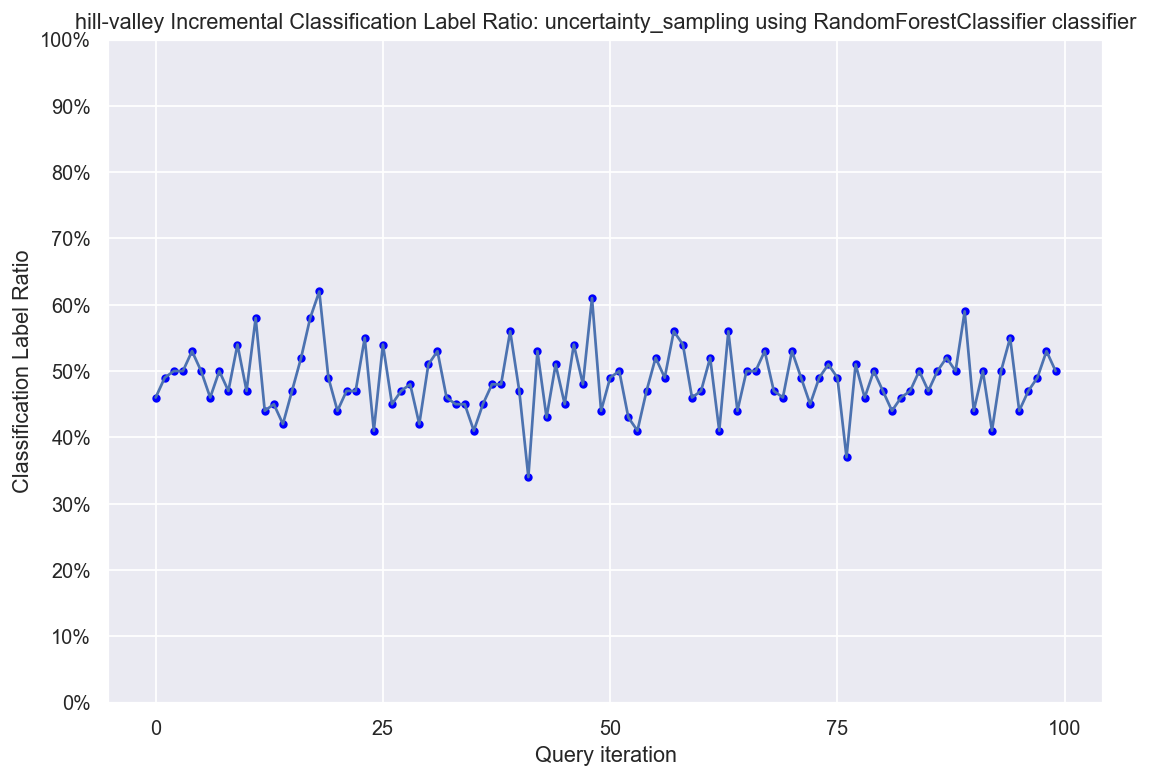 hill-valley Incremental Classification Label Ratio: uncertainty_sampling using RandomForestClassifier classifier
100%
90%
80%
70%
60%
50%
40%
30%
20%
10%
0%
Classification Label Ratio
0 25 50 75 100
Query iteration